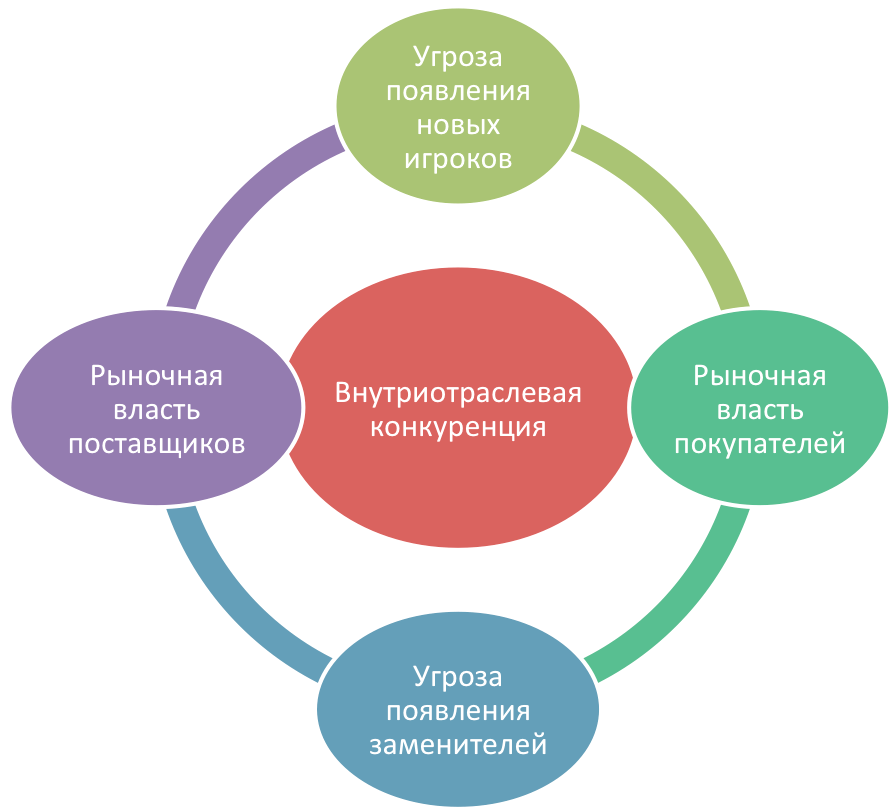 Угроза
появления
новых
игроков
Рыночная
власть
поставщиков
Внутриотраслевая
конкуренция
Рыночная
власть
покупателей
Угроза
появления
заменителей